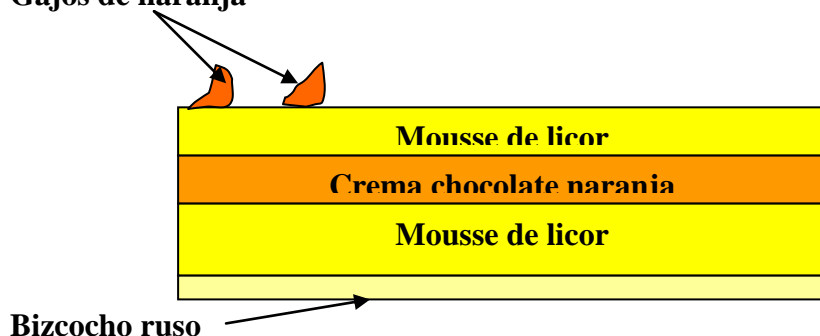 Gajos de naranja
Mousse de licor
Crema chocolate naranja
Mousse de licor
Bizcocho ruso